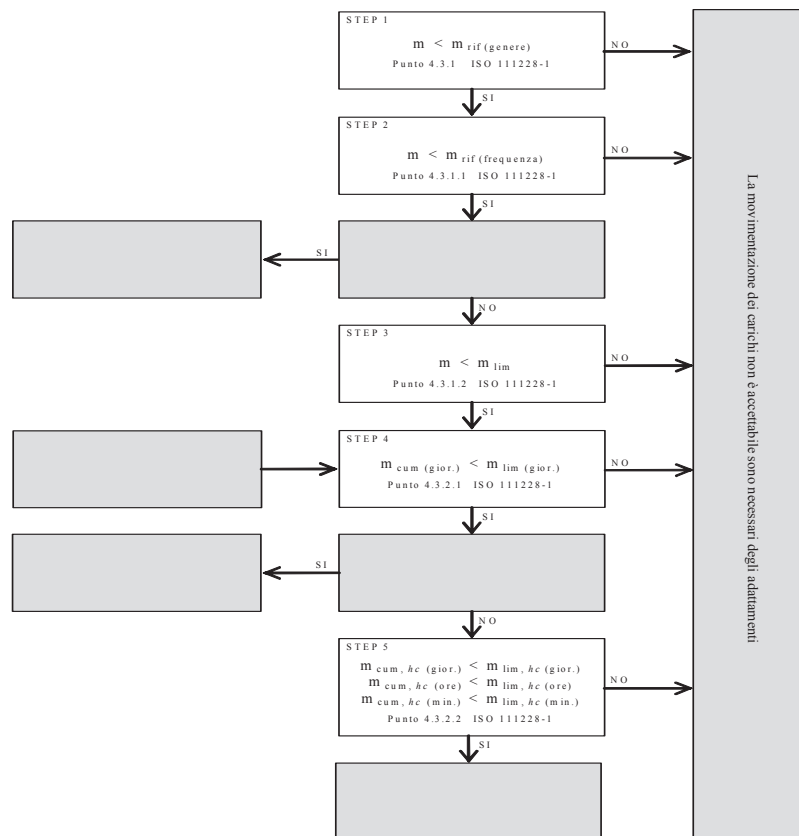 STEP 1
m < m rif (genere)
Punto 4.3.1 ISO 111228-1
NO
SI
STEP 2
m < m rif (frequenza)
Punto 4.3.1.1 ISO 111228-1
NO
SI
SI
NO
STEP 3
m < m lim
Punto 4.3.1.2 ISO 111228-1
NO
SI
STEP 4
m cum (gior.) < m lim (gior.)
Punto 4.3.2.1 ISO 111228-1
NO
SI
SI
NO
STEP 5
m cum, hc (gior.) < m lim, hc (gior.)
m cum, hc (ore) < m lim, hc (ore)
m cum, hc (min.) < m lim, hc (min.)
Punto 4.3.2.2 ISO 111228-1
NO
SI
La movimentazione dei carichi non è accettabile sono necessari degli adattamenti